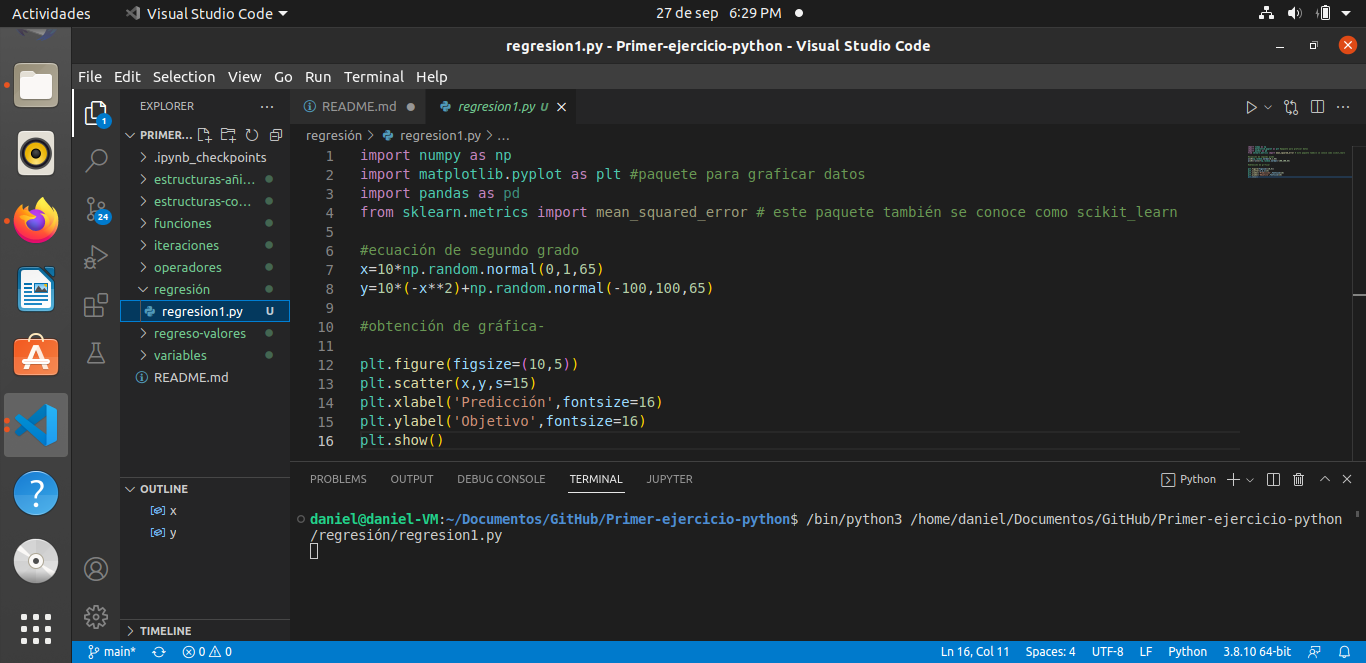 Actividades Visual Studio Code 27 de sep 6:29 PM
regresion1.py - Primer-ejercicio-python - Visual Studio Code
File Edit Selection View Go Run Terminal Help
EXPLORER ...
README.md
regresion1.py U
PRIMER...
.ipynb_checkpoints
estructuras-añi...
estructuras-co...
funciones
iteraciones
operadores
regresión
regresion1.py U
regreso-valores
variables
README.md
1
24
OUTLINE
x
y
TIMELINE
regresión > regresion1.py > ...
1 import numpy as np
2 import matplotlib.pyplot as plt #paquete para graficar datos
3 import pandas as pd
4 from sklearn.metrics import mean_squared_error # este paquete también se conoce como scikit_learn
5
6 #ecuación de segundo grado
7 x=10*np.random.normal(0,1,65)
8 y=10*(-x**2)+np.random.normal(-100,100,65)
9
10 #obtención de gráfica-
11
12 plt.figure(figsize=(10,5))
13 plt.scatter(x,y,s=15)
14 plt.xlabel('Predicción',fontsize=16)
15 plt.ylabel('Objetivo',fontsize=16)
16 plt.show()
PROBLEMS OUTPUT DEBUG CONSOLE TERMINAL JUPYTER Python
daniel@daniel-VM:~/Documentos/GitHub/Primer-ejercicio-python$ /bin/python3 /home/daniel/Documentos/GitHub/Primer-ejercicio-python
/regresión/regresion1.py
main* 0 0 Ln 16, Col 11 Spaces: 4 UTF-8 LF Python 3.8.10 64-bit